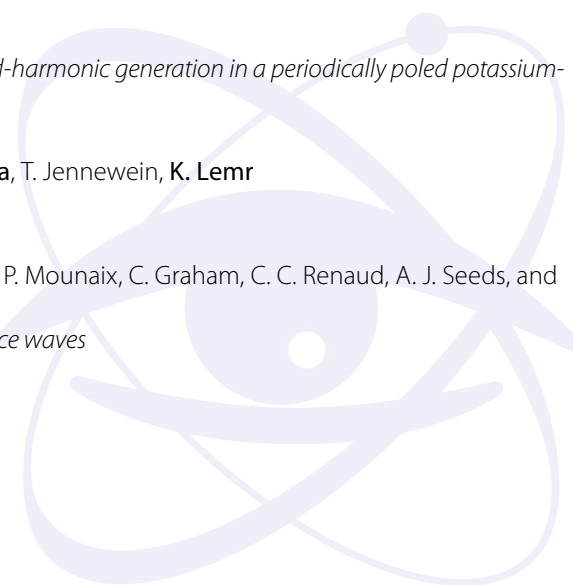 d-harmonic generation in a periodically poled potassium-
a, T. Jennewein, K. Lemr
P. Mounaix, C. Graham, C. C. Renaud, A. J. Seeds, and
ce waves